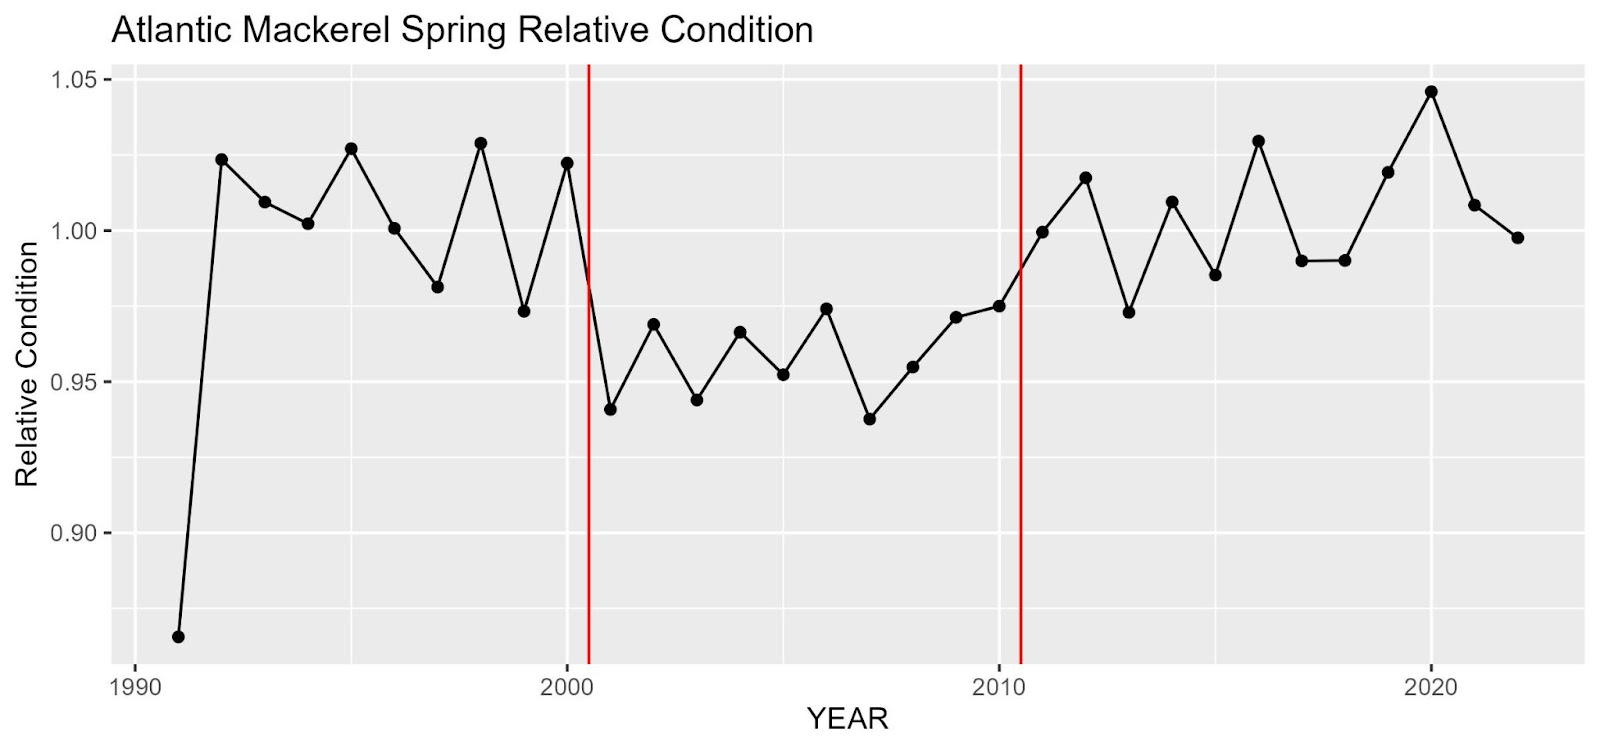 Atlantic Mackerel Spring Relative Condition
1.05
1.00
0.95
0.90
Relative Condition
1990 2000 2010 2020
YEAR